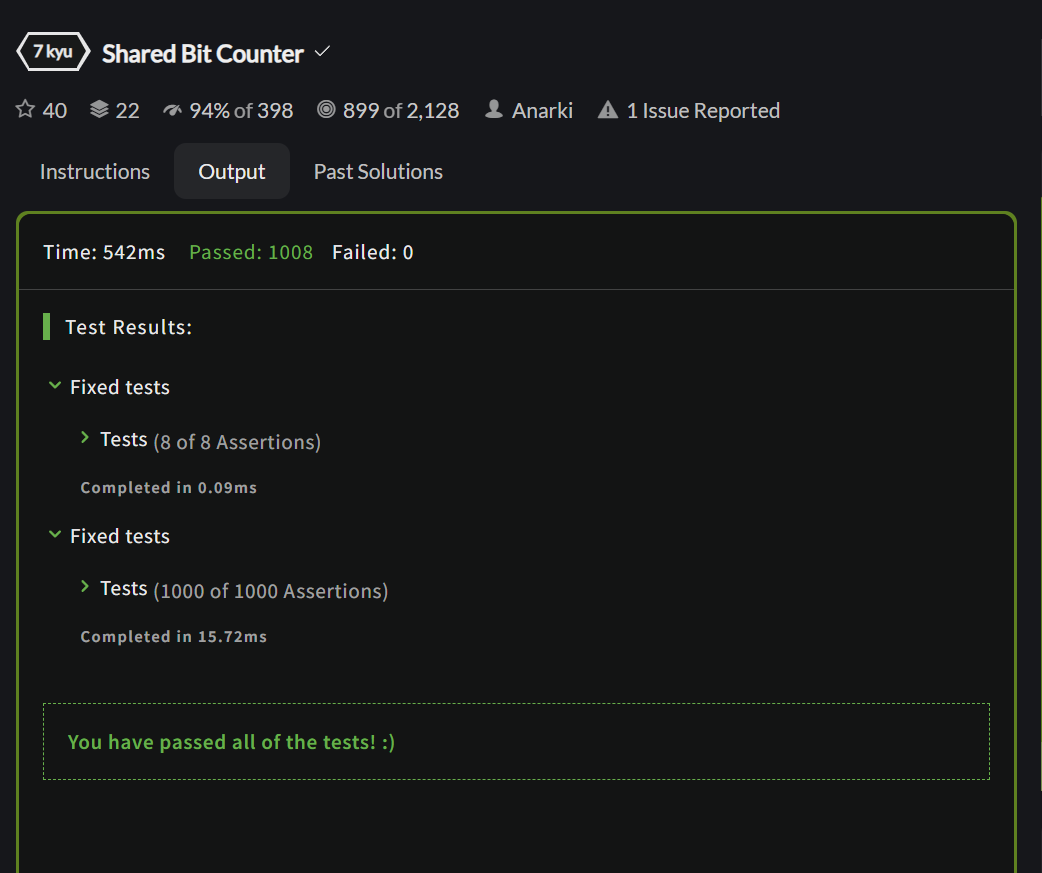 7 kyu Shared Bit Counter
40 22 94% of 398 899 of 2,128 Anarki 1 Issue Reported
Instructions Output Past Solutions
Time: 542ms Passed: 1008 Failed: 0
Test Results:
Fixed tests
Tests (8 of 8 Assertions)
Completed in 0.09ms
Fixed tests
Tests (1000 of 1000 Assertions)
Completed in 15.72ms
You have passed all of the tests! :)